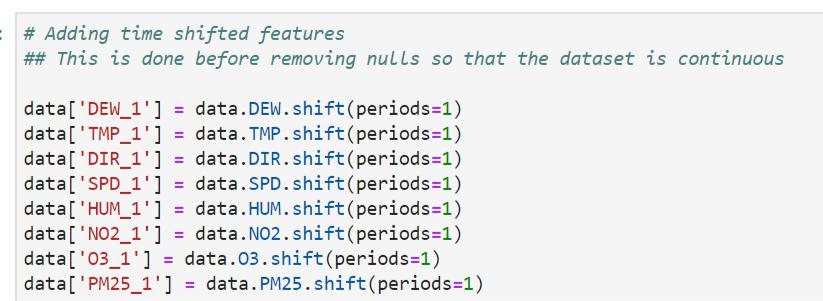 # Adding time shifted features
## This is done before removing nulls so that the dataset is continuous
data['DEW_1'] = data.DEW.shift(periods=1)
data['TMP_1'] = data.TMP.shift(periods=1)
data['DIR_1'] = data.DIR.shift(periods=1)
data['SPD_1'] = data.SPD.shift(periods=1)
data['HUM_1'] = data.HUM.shift(periods=1)
data['NO2_1'] = data.NO2.shift(periods=1)
data['O3_1'] = data.O3.shift(periods=1)
data['PM25_1'] = data.PM25.shift(periods=1)